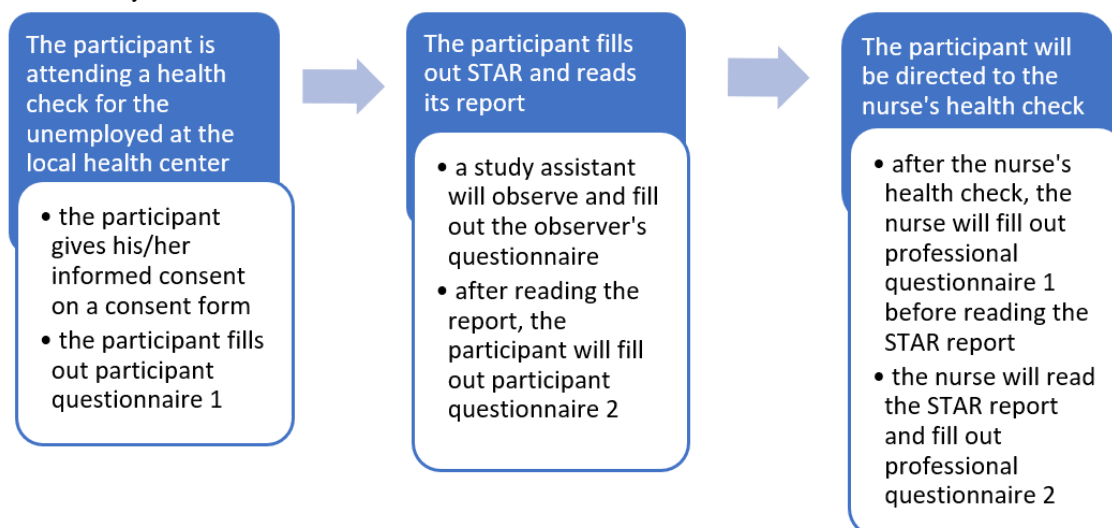 The participant is
attending a health
check for the
unemployed at the
local health center
• the participant
gives his/her
informed consent
on a consent form
• the participant fills
out participant
questionnaire 1
The participant fills
out STAR and reads
its report
• a study assistant
will observe and fill
out the observer's
questionnaire
• after reading the
report, the
participant will fill
out participant
questionnaire 2
The participant will
be directed to the
nurse's health check
• after the nurse's
health check, the
nurse will fill out
professional
questionnaire 1
before reading the
STAR report
• the nurse will read
the STAR report
and fill out
professional
questionnaire 2